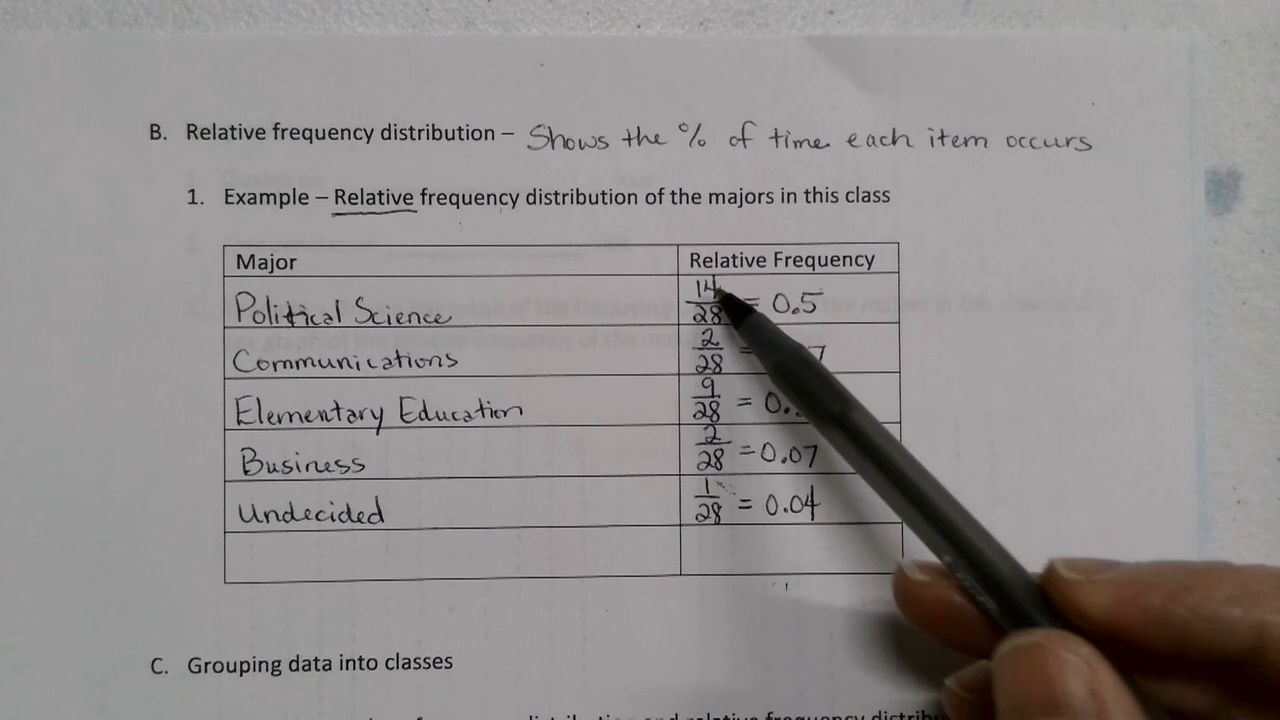 B. Relative frequency distribution – Shows the % of time each item occurs
1. Example – Relative frequency distribution of the majors in this class
Major Relative Frequency
Political Science 14/28 = 0.5
Communications 2/28 = 7
Elementary Education 9/28 = 0.
Business 2/28 = 0.07
Undecided 1/28 = 0.04
C. Grouping data into classes